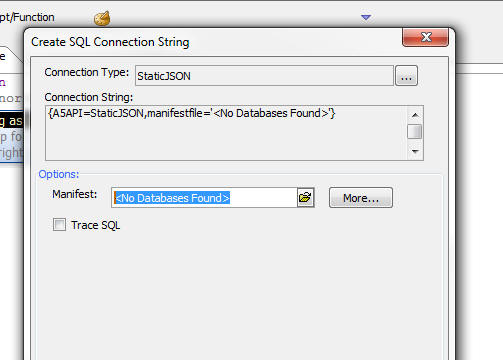 pt/Function
Create SQL Connection String
Connection Type: StaticJSON ...
Connection String:
{A5API=StaticJSON,manifestfile='<No Databases Found>'}
n
nor
g as
p fo
right
Options:
Manifest: <No Databases Found> More...
Trace SQL